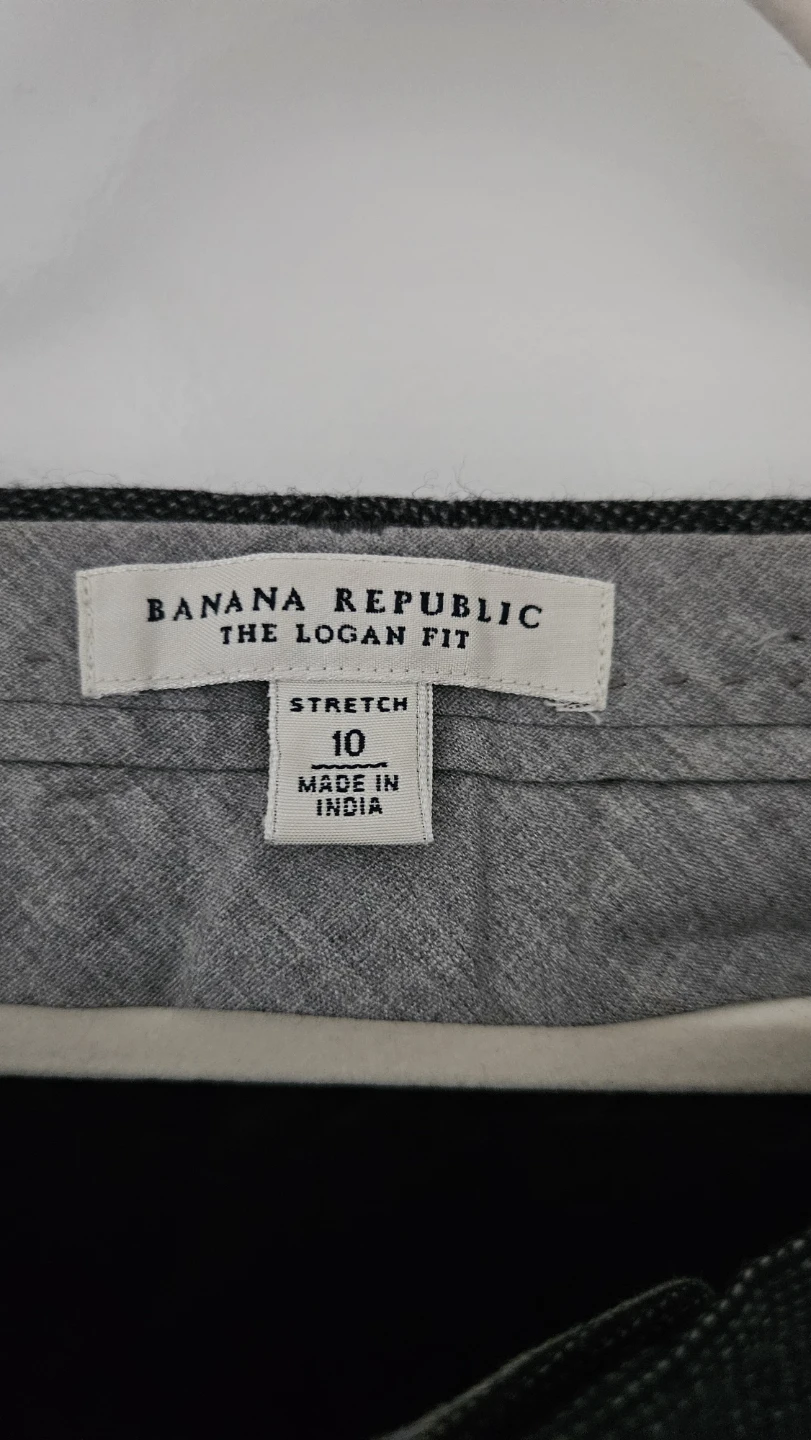 BANANA REPUBLIC
THE LOGAN FIT
STRETCH
10
MADE IN
INDIA